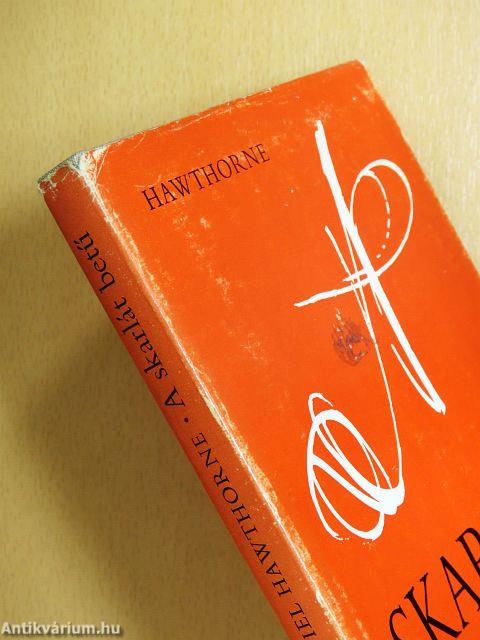 HAWTHORNE
SKAR
IEL HAWTHORNE • A skarlát betű
Antikvárium.hu